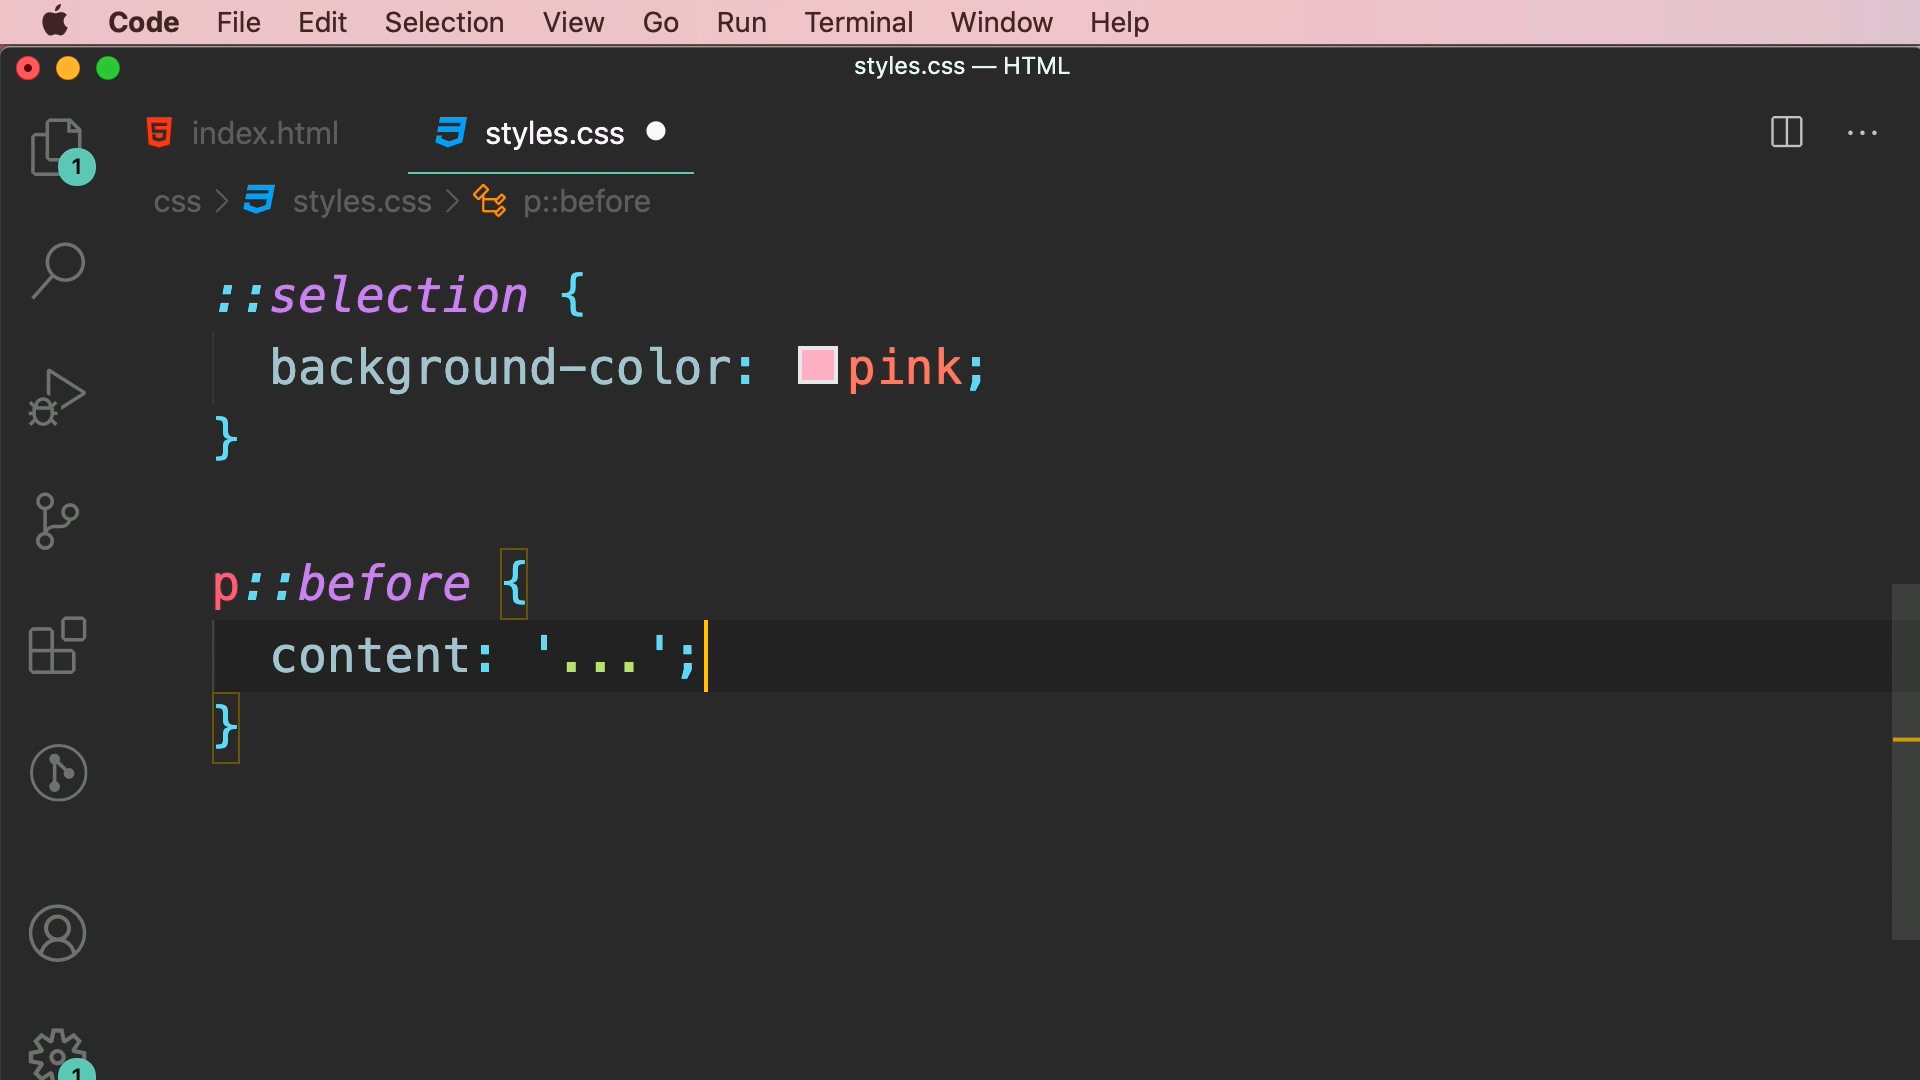 Code File Edit Selection View Go Run Terminal Window Help
styles.css — HTML
1
index.html styles.css
css > styles.css > p::before
::selection {
background-color: pink;
}
p::before {
content: '...';
}
1